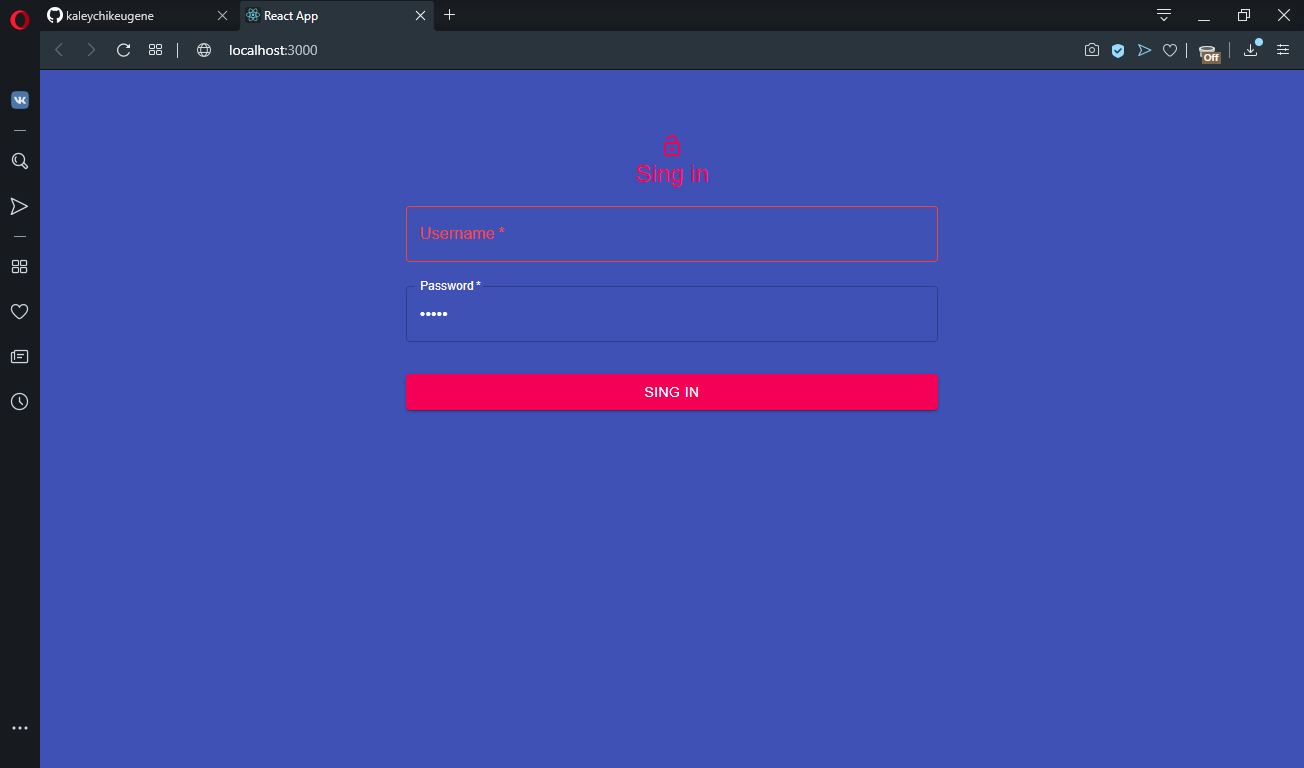 kaleychikeugene
React App
localhost:3000
Off
Sing in
Username *
Password *
•••••
SING IN